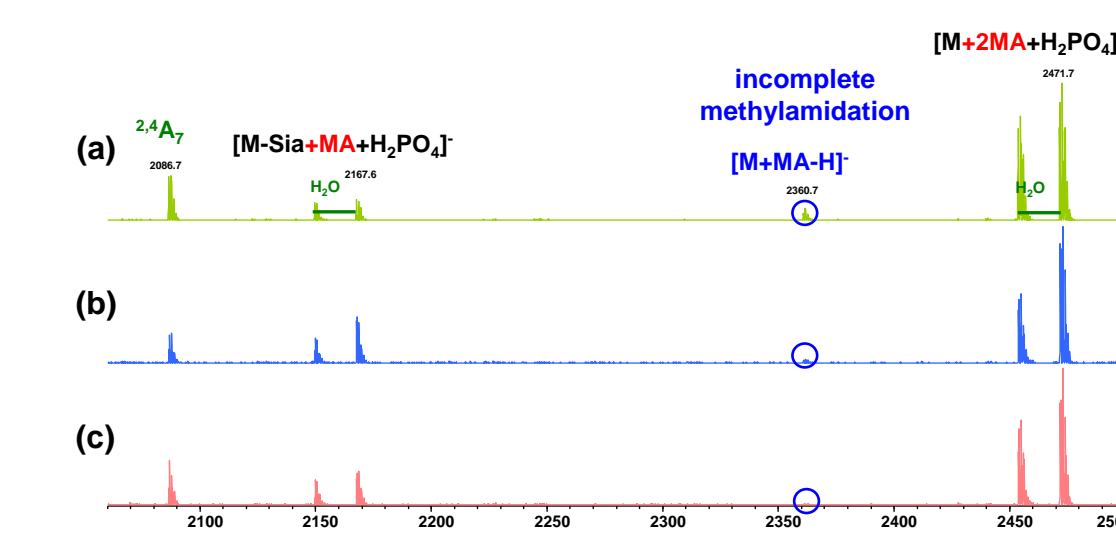 [M+2MA+H₂PO₄]
2471.7
incomplete
methylamidation
²,⁴A₇
(a)
[M-Sia+MA+H₂PO₄]⁻
[M+MA-H]⁻
2086.7
2167.6
H₂O
2360.7
H₂O
(b)
(c)
2100 2150 2200 2250 2300 2350 2400 2450